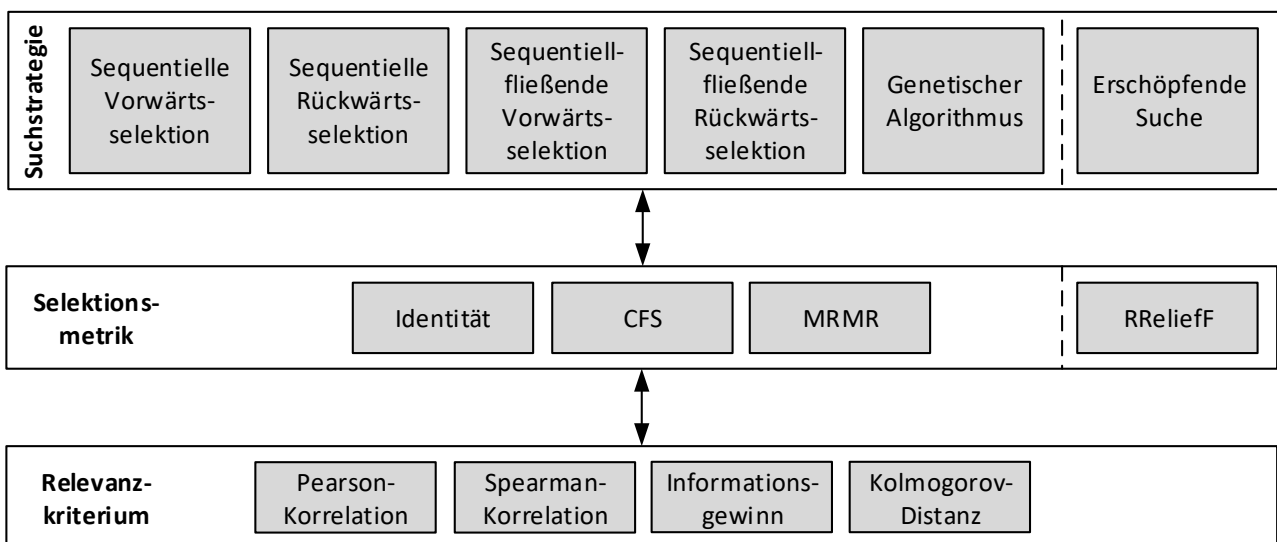 Suchstrategie
Sequentielle
Vorwärts-
selektion
Sequentielle
Rückwärts-
selektion
Sequentiell-
fließende
Vorwärts-
selektion
Sequentiell-
fließende
Rückwärts-
selektion
Genetischer
Algorithmus
Erschöpfende
Suche
Selektions-
metrik
Identität
CFS
MRMR
RReliefF
Relevanz-
kriterium
Pearson-
Korrelation
Spearman-
Korrelation
Informations-
gewinn
Kolmogorov-
Distanz